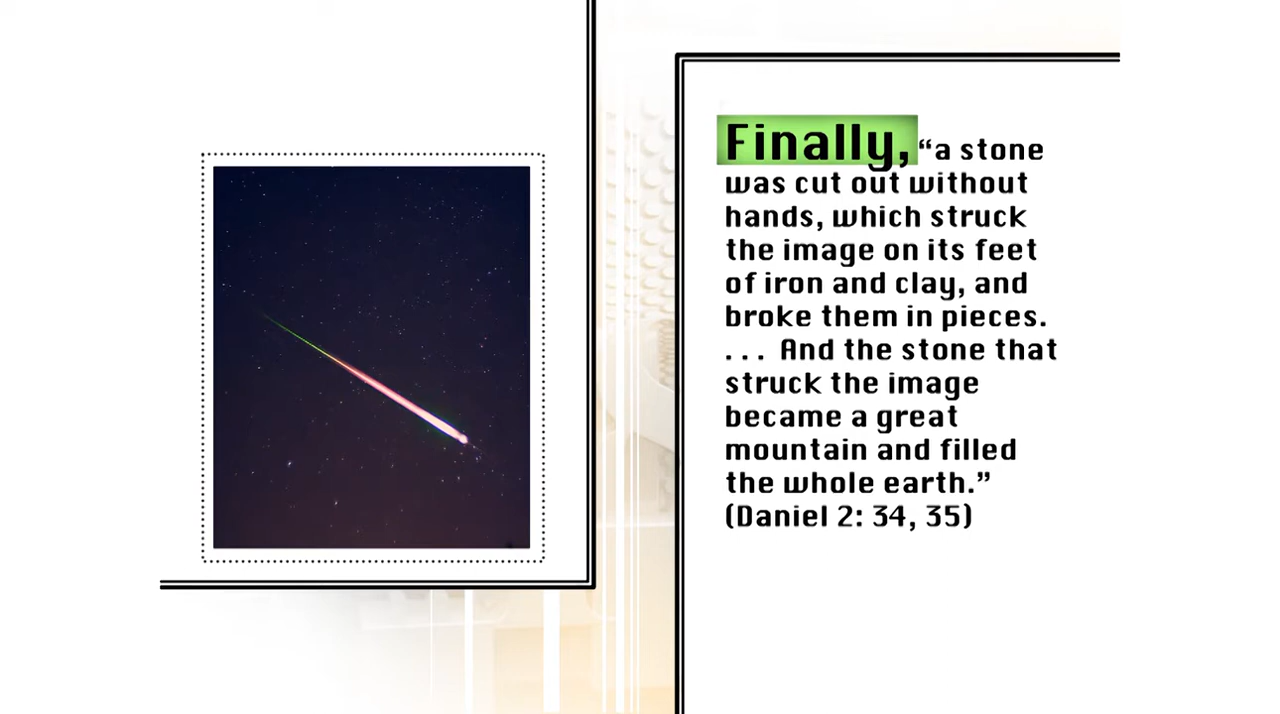 Finally, “a stone
was cut out without
hands, which struck
the image on its feet
of iron and clay, and
broke them in pieces.
. . . And the stone that
struck the image
became a great
mountain and filled
the whole earth.”
(Daniel 2: 34, 35)